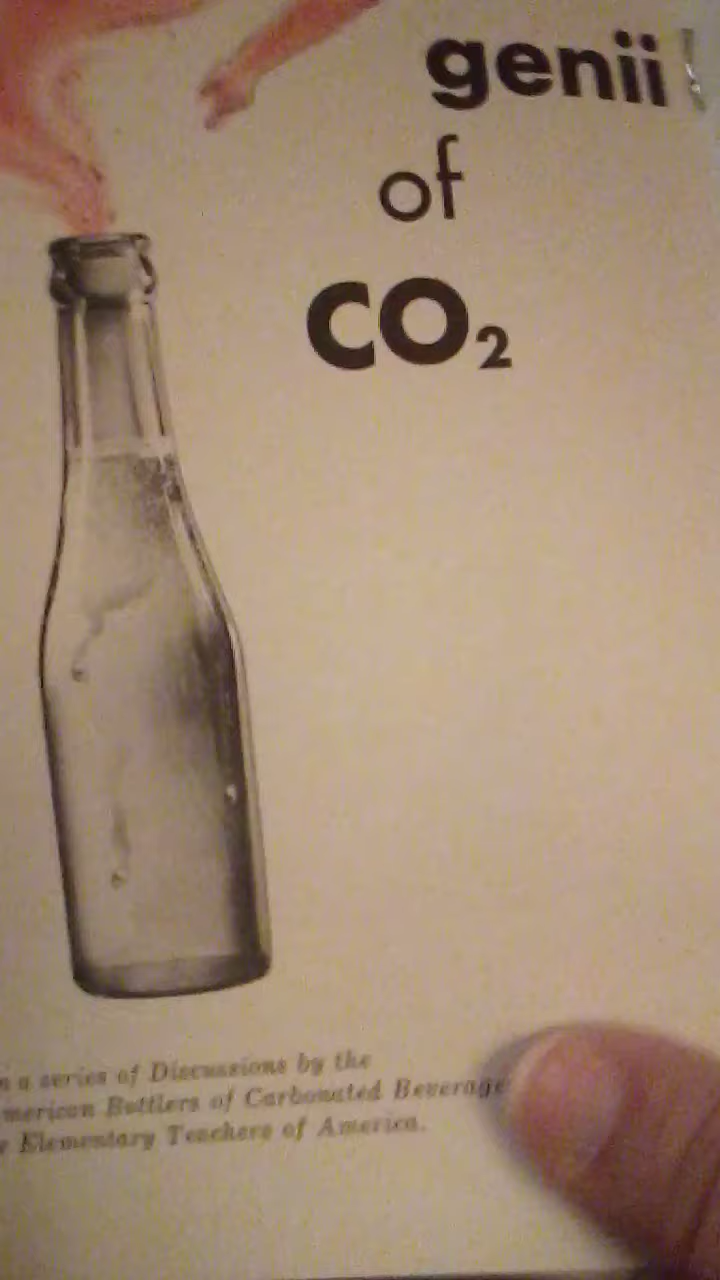 genii
of
CO₂
a series of Discussions by the
merican Bottlers of Carbonated Beverage
Elementary Teachers of America.